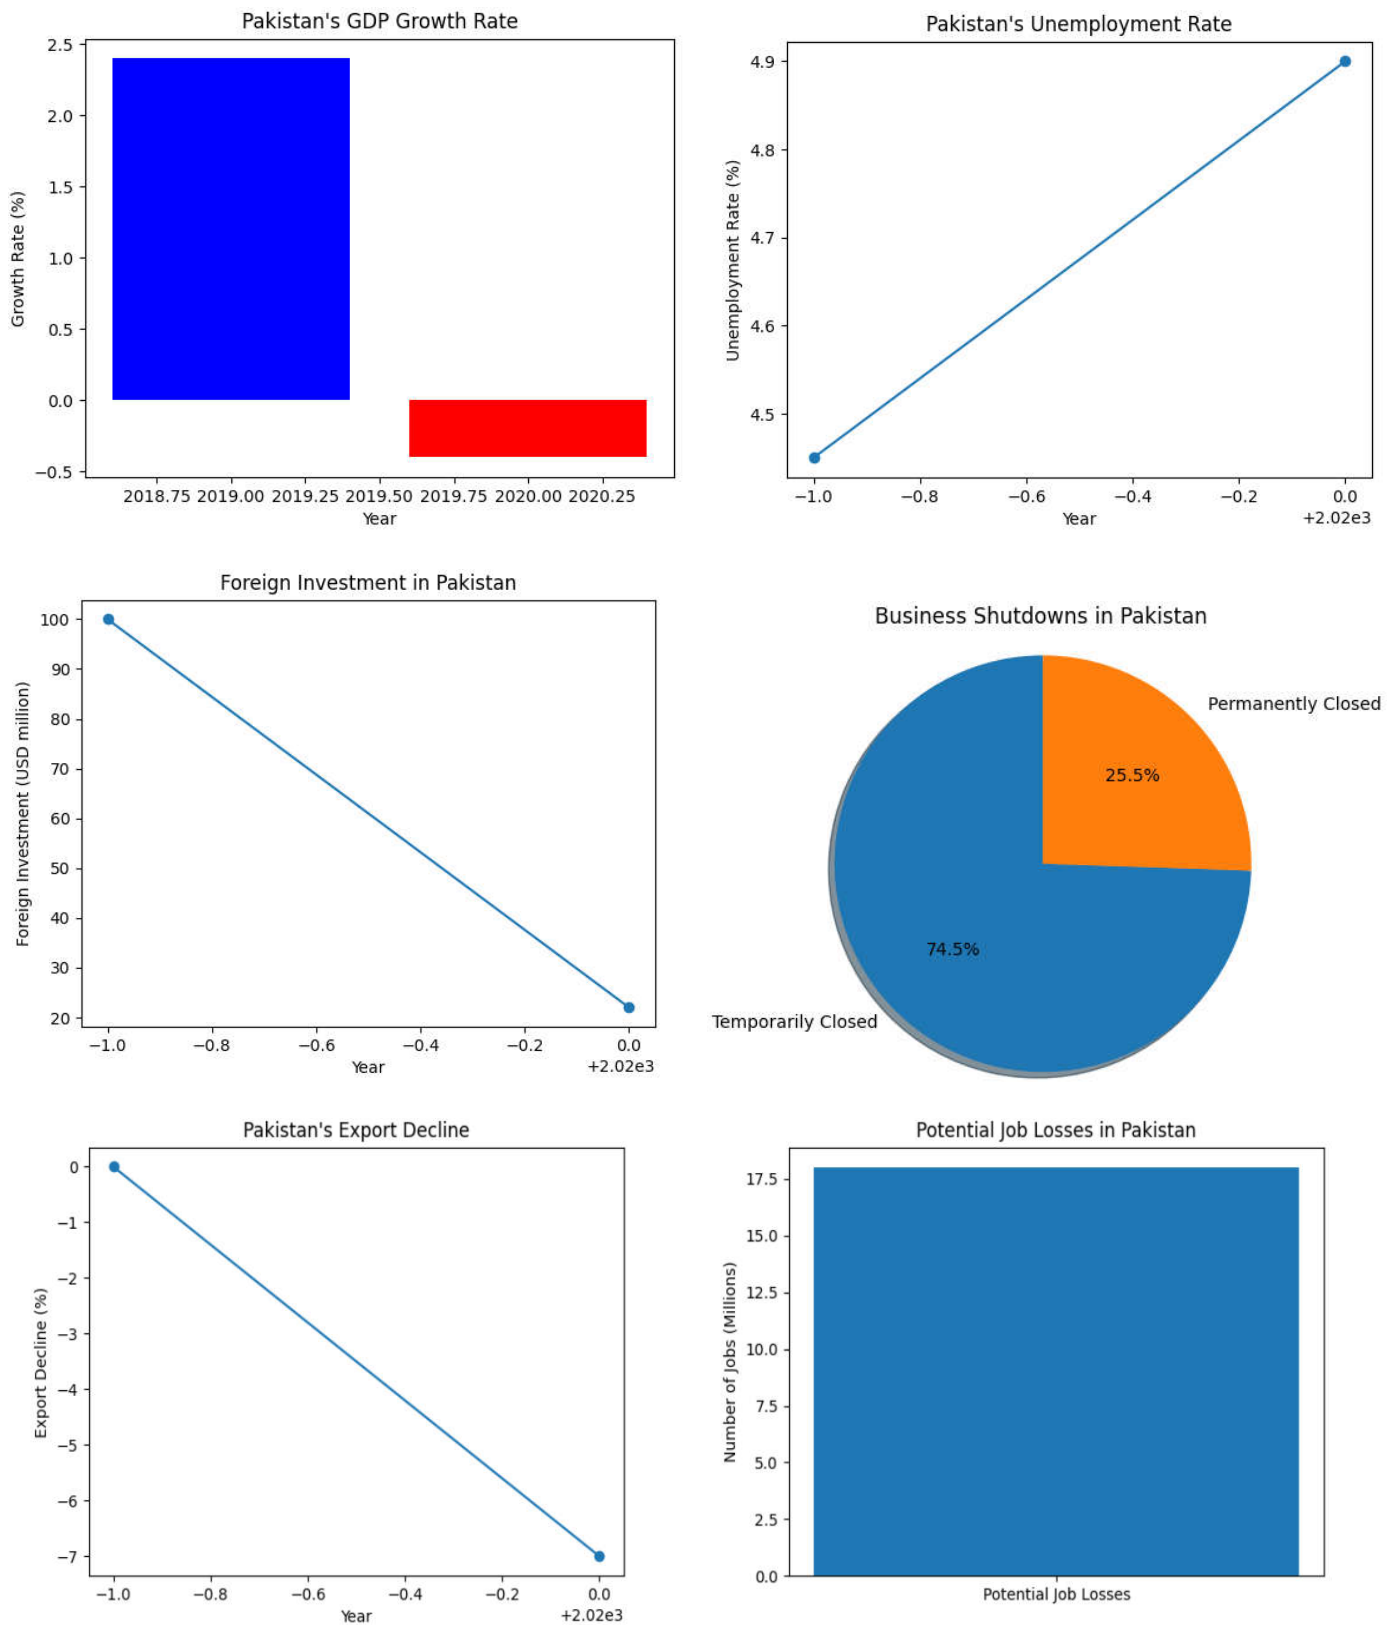 Pakistan's GDP Growth Rate
2.5
2.0
1.5
1.0
0.5
0.0
−0.5
Growth Rate (%)
2018.75 2019.00 2019.25 2019.50 2019.75 2020.00 2020.25
Year
Pakistan's Unemployment Rate
4.9
4.8
4.7
4.6
4.5
Unemployment Rate (%)
−1.0 −0.8 −0.6 −0.4 −0.2 0.0
Year
+2.02e3
Foreign Investment in Pakistan
100
90
80
70
60
50
40
30
20
Foreign Investment (USD million)
−1.0 −0.8 −0.6 −0.4 −0.2 0.0
Year
+2.02e3
Business Shutdowns in Pakistan
Permanently Closed
25.5%
74.5%
Temporarily Closed
Pakistan's Export Decline
0
−1
−2
−3
−4
−5
−6
−7
Export Decline (%)
−1.0 −0.8 −0.6 −0.4 −0.2 0.0
Year
+2.02e3
Potential Job Losses in Pakistan
17.5
15.0
12.5
10.0
7.5
5.0
2.5
0.0
Number of Jobs (Millions)
Potential Job Losses